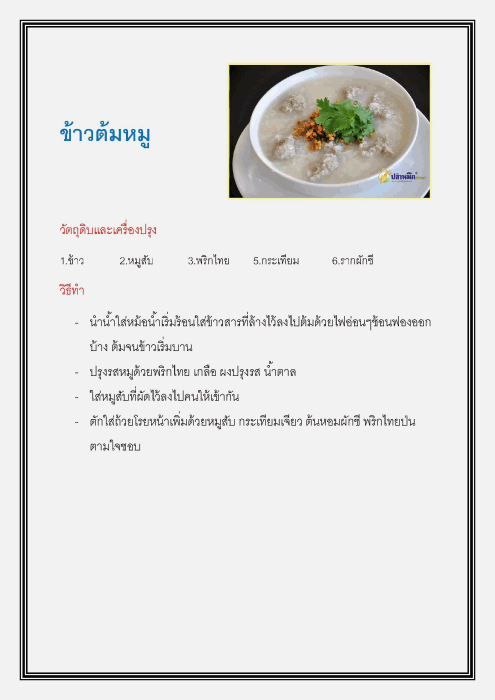 ข้าวต้มหมู
วัตถุดิบและเครื่องปรุง
1.ข้าว 2.หมูสับ 3.พริกไทย 5.กระเทียม 6.รากผักชี
วิธีทำ
- นำน้ำใส่หม้อน้ำเริ่มร้อนใส่ข้าวสารที่ล้างไว้ลงไปต้มด้วยไฟอ่อนๆช้อนฟองออก
บ้าง ต้มจนข้าวเริ่มบาน
- ปรุงรสหมูด้วยพริกไทย เกลือ ผงปรุงรส น้ำตาล
- ใส่หมูสับที่ผัดไว้ลงไปคนให้เข้ากัน
- ตักใส่ถ้วยโรยหน้าเพิ่มด้วยหมูสับ กระเทียมเจียว ต้นหอมผักชี พริกไทยป่น
ตามใจชอบ